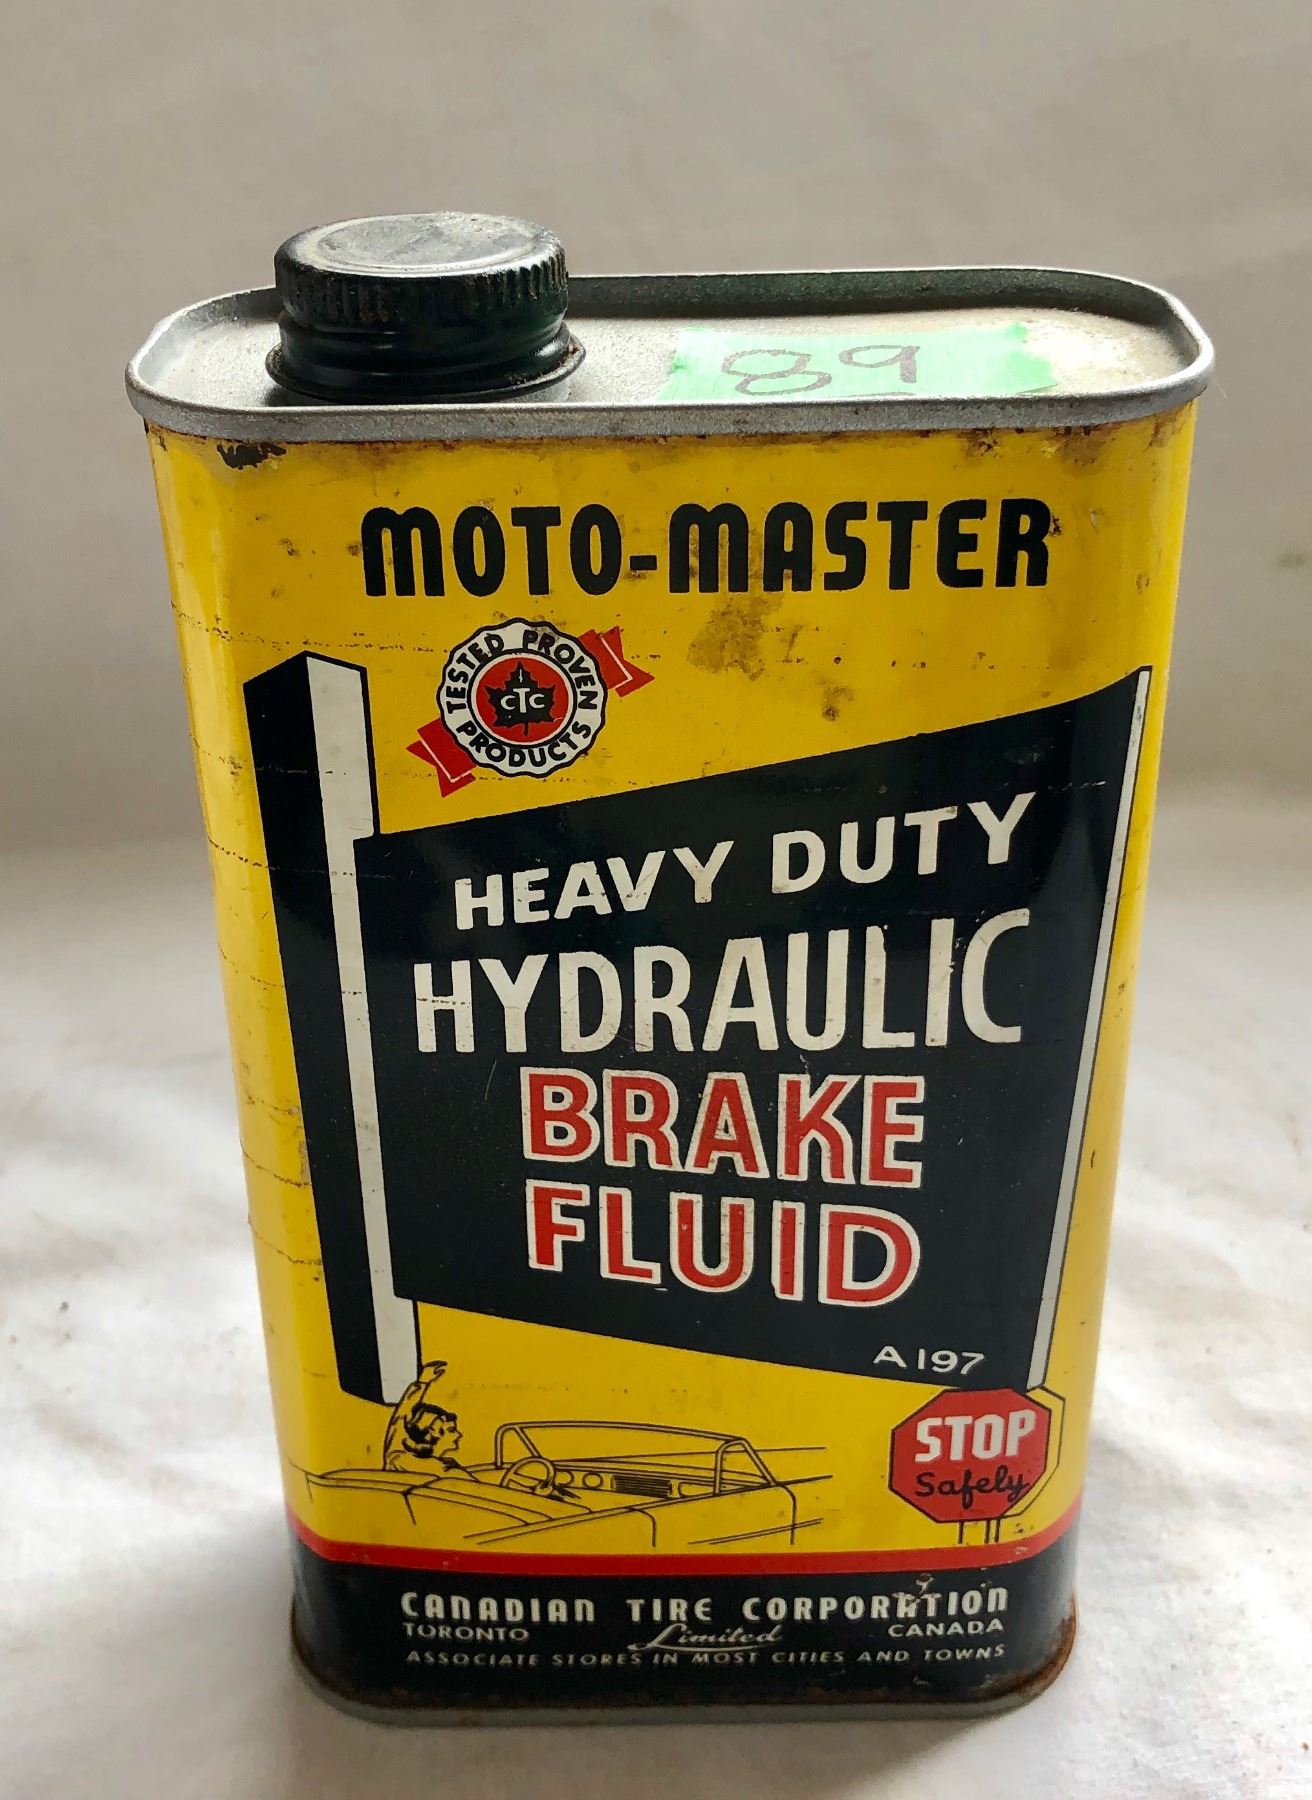 89
MOTO-MASTER
TESTED PROVEN
CTC
PRODUCTS
HEAVY DUTY
HYDRAULIC
BRAKE
FLUID
A197
STOP
Safely
CANADIAN TIRE CORPORATION
TORONTO Limited CANADA
ASSOCIATE STORES IN MOST CITIES AND TOWNS